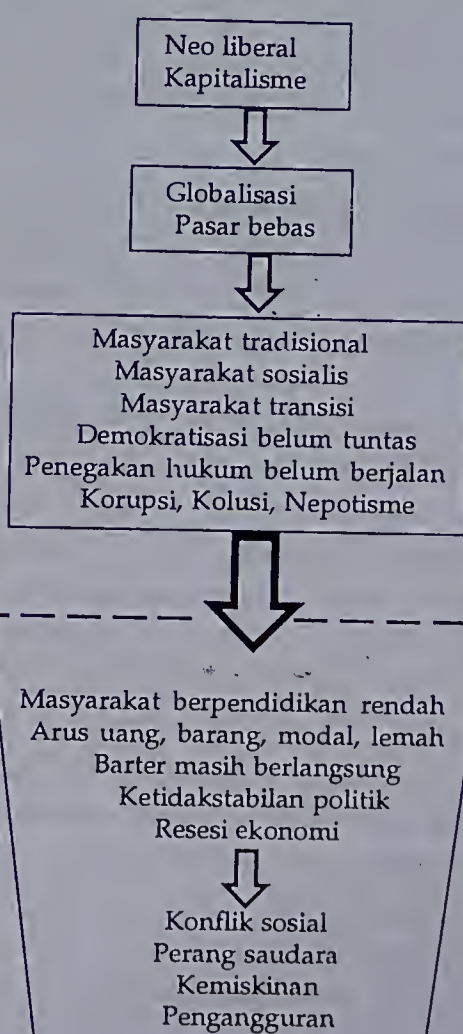 Neo liberal
Kapitalisme
Globalisasi
Pasar bebas
Masyarakat tradisional
Masyarakat sosialis
Masyarakat transisi
Demokratisasi belum tuntas
Penegakan hukum belum berjalan
Korupsi, Kolusi, Nepotisme
Masyarakat berpendidikan rendah
Arus uang, barang, modal, lemah
Barter masih berlangsung
Ketidakstabilan politik
Resesi ekonomi
Konflik sosial
Perang saudara
Kemiskinan
Pengangguran